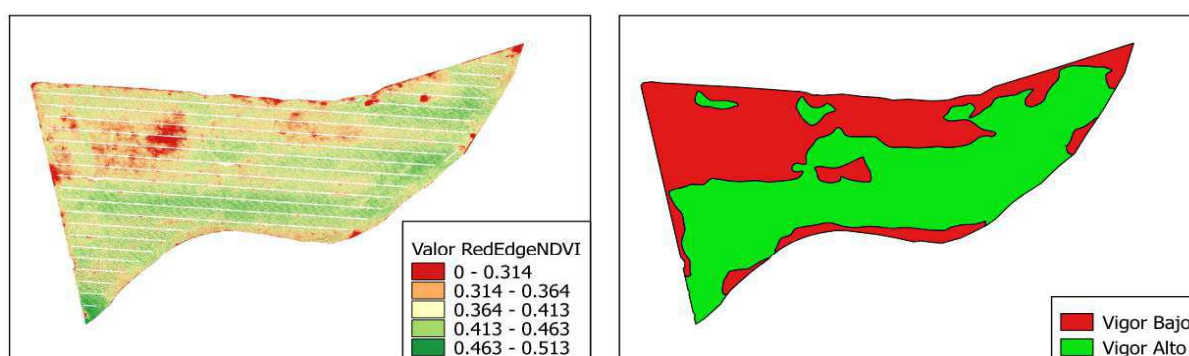 Valor RedEdgeNDVI
0 - 0.314
0.314 - 0.364
0.364 - 0.413
0.413 - 0.463
0.463 - 0.513
Vigor Bajo
Vigor Alto